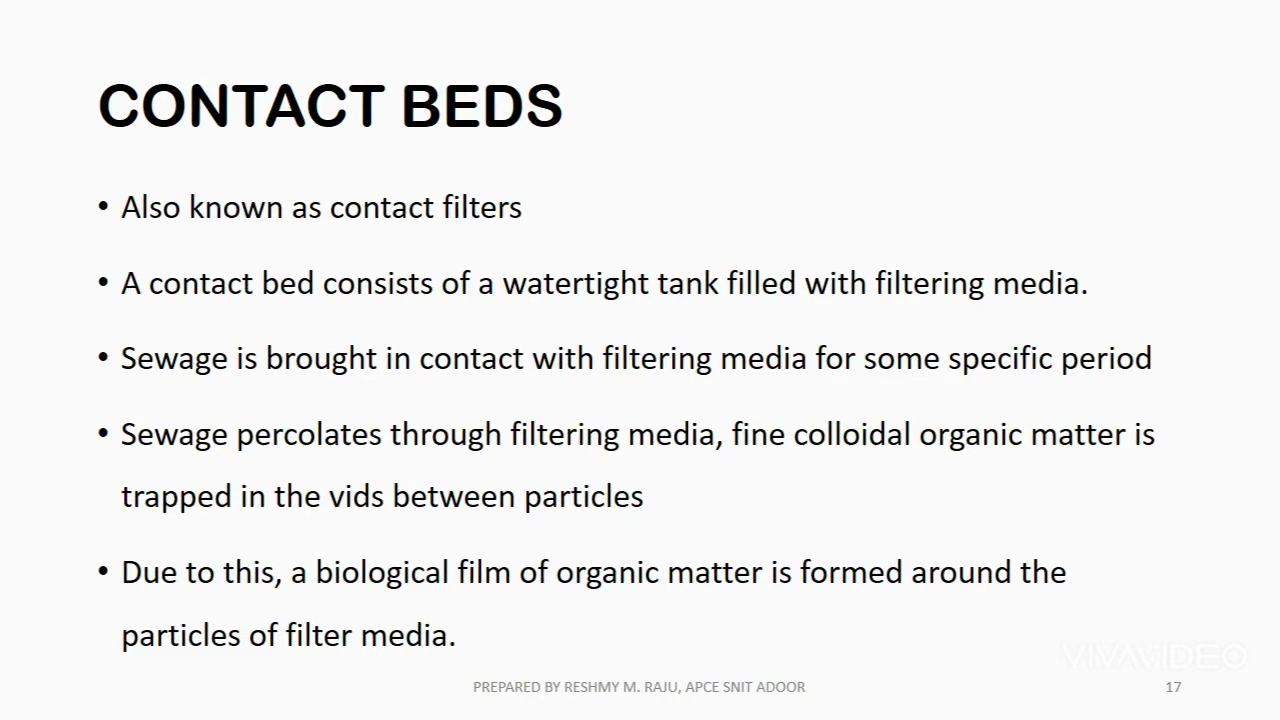 CONTACT BEDS
• Also known as contact filters
• A contact bed consists of a watertight tank filled with filtering media.
• Sewage is brought in contact with filtering media for some specific period
• Sewage percolates through filtering media, fine colloidal organic matter is
trapped in the vids between particles
• Due to this, a biological film of organic matter is formed around the
particles of filter media.
VIVAVIDEO
PREPARED BY RESHMY M. RAJU, APCE SNIT ADOOR
17